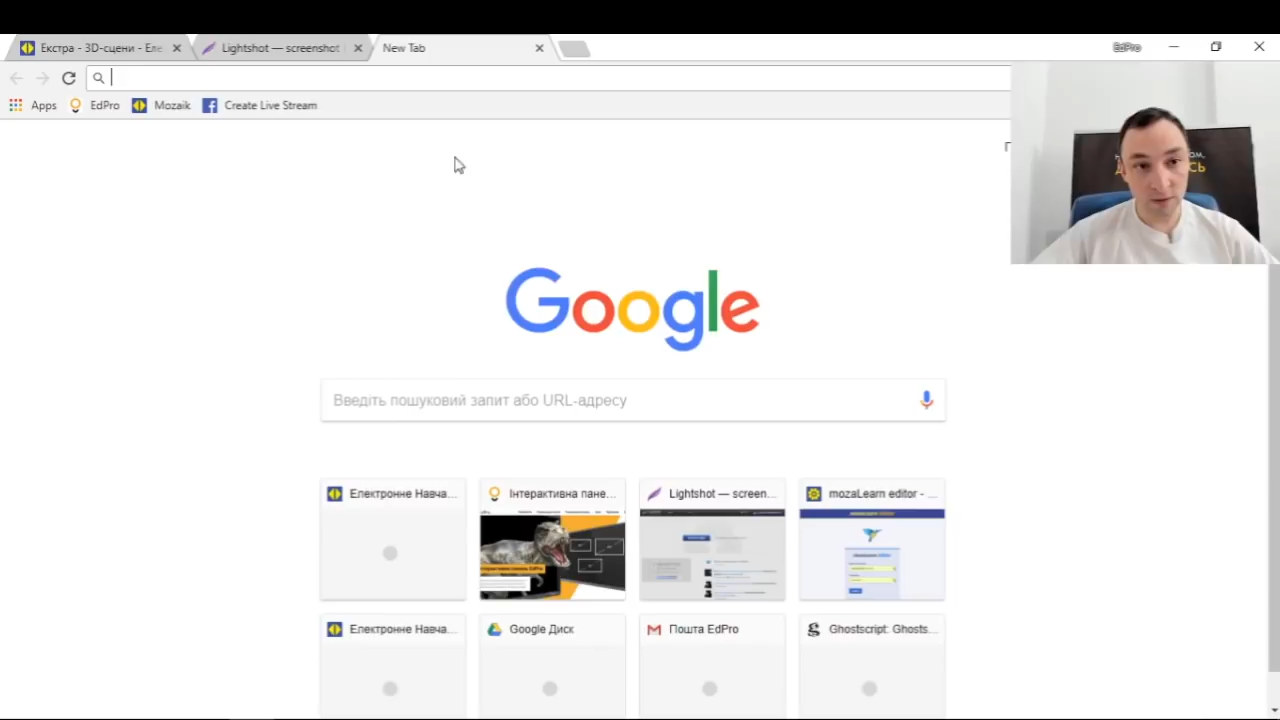 Екстра - 3D-сцени - Еле
Lightshot — screenshot
New Tab
EdPro
Apps
EdPro
Mozaik
Create Live Stream
Google
Введіть пошуковий запит або URL-адресу
Електронне Навча...
Інтерактивна пане...
Lightshot — screen...
mozaLearn editor - ...
Електронне Навча...
Google Диск
Пошта EdPro
Ghostscript: Ghosts...